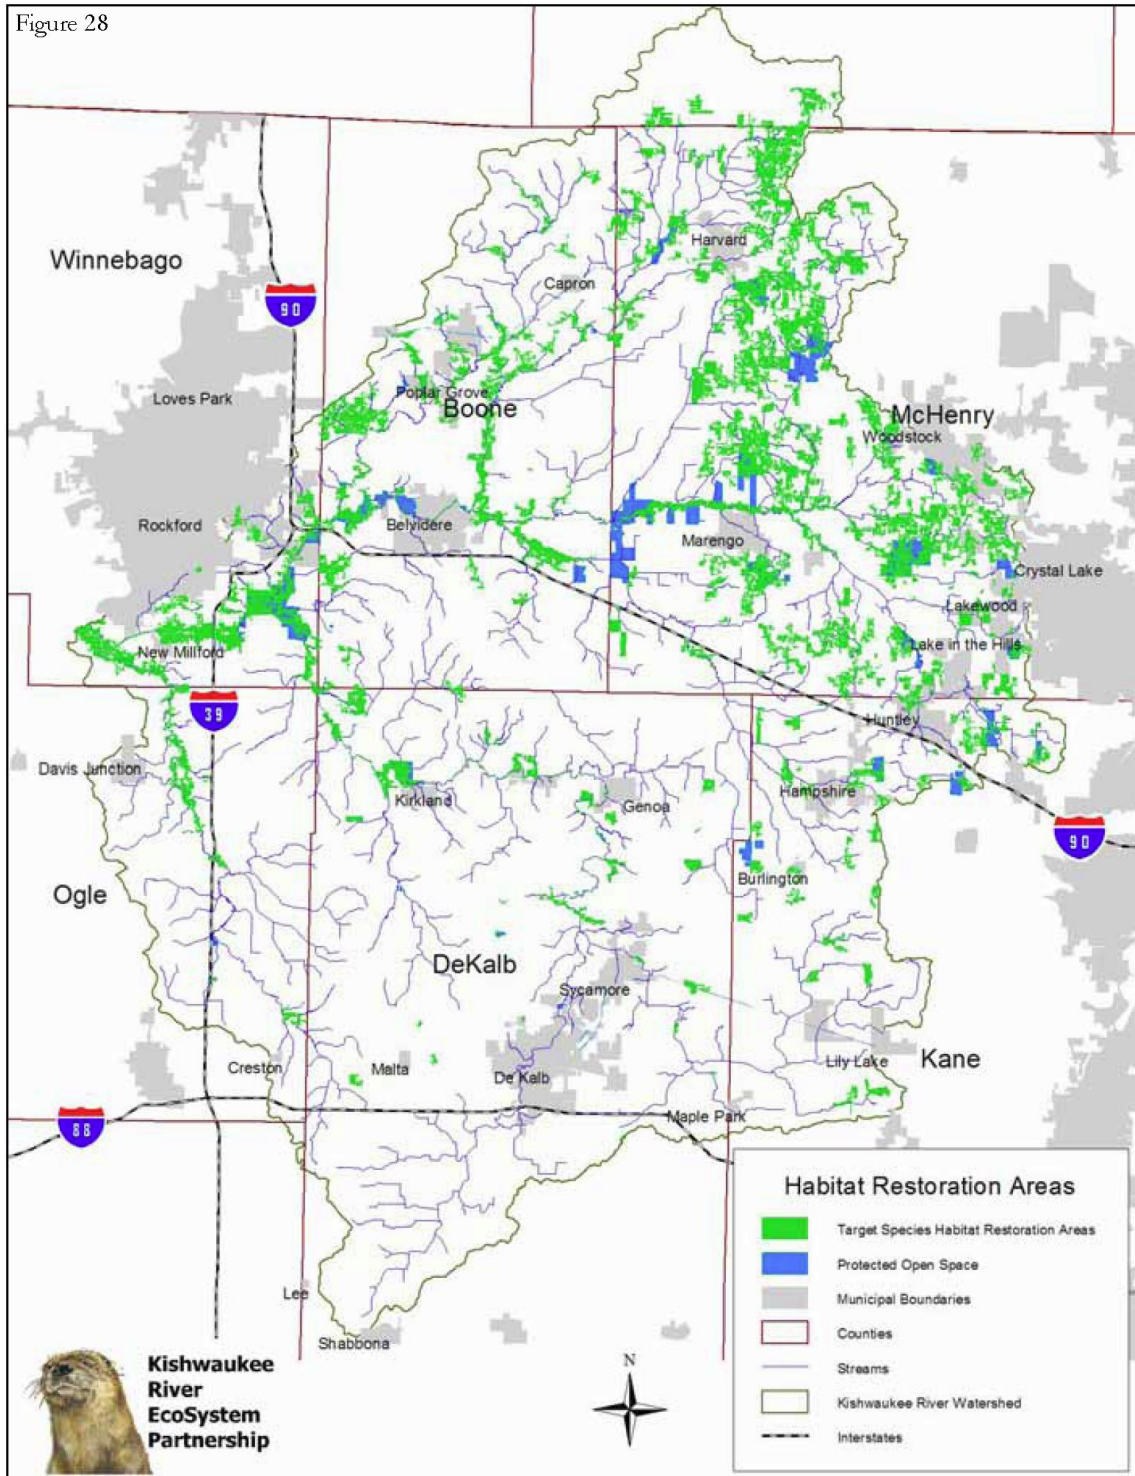 Figure 28
Winnebago
90
Harvard
Capron
Loves Park
Poplar Grove
Boone
McHenry
Woodstock
Rockford
Belvidere
Marengo
Crystal Lake
Lakewood
New Millford
Lake in the Hills
39
Huntley
Davis Junction
Kirkland
Genoa
Hampshire
90
Burlington
Ogle
DeKalb
Sycamore
Creston
Malta
De Kalb
Lily Lake
Kane
88
Maple Park
Lee
Shabbona
Habitat Restoration Areas
Target Species Habitat Restoration Areas
Protected Open Space
Municipal Boundaries
Counties
Streams
Kishwaukee River Watershed
Interstates
N
Kishwaukee
River
EcoSystem
Partnership